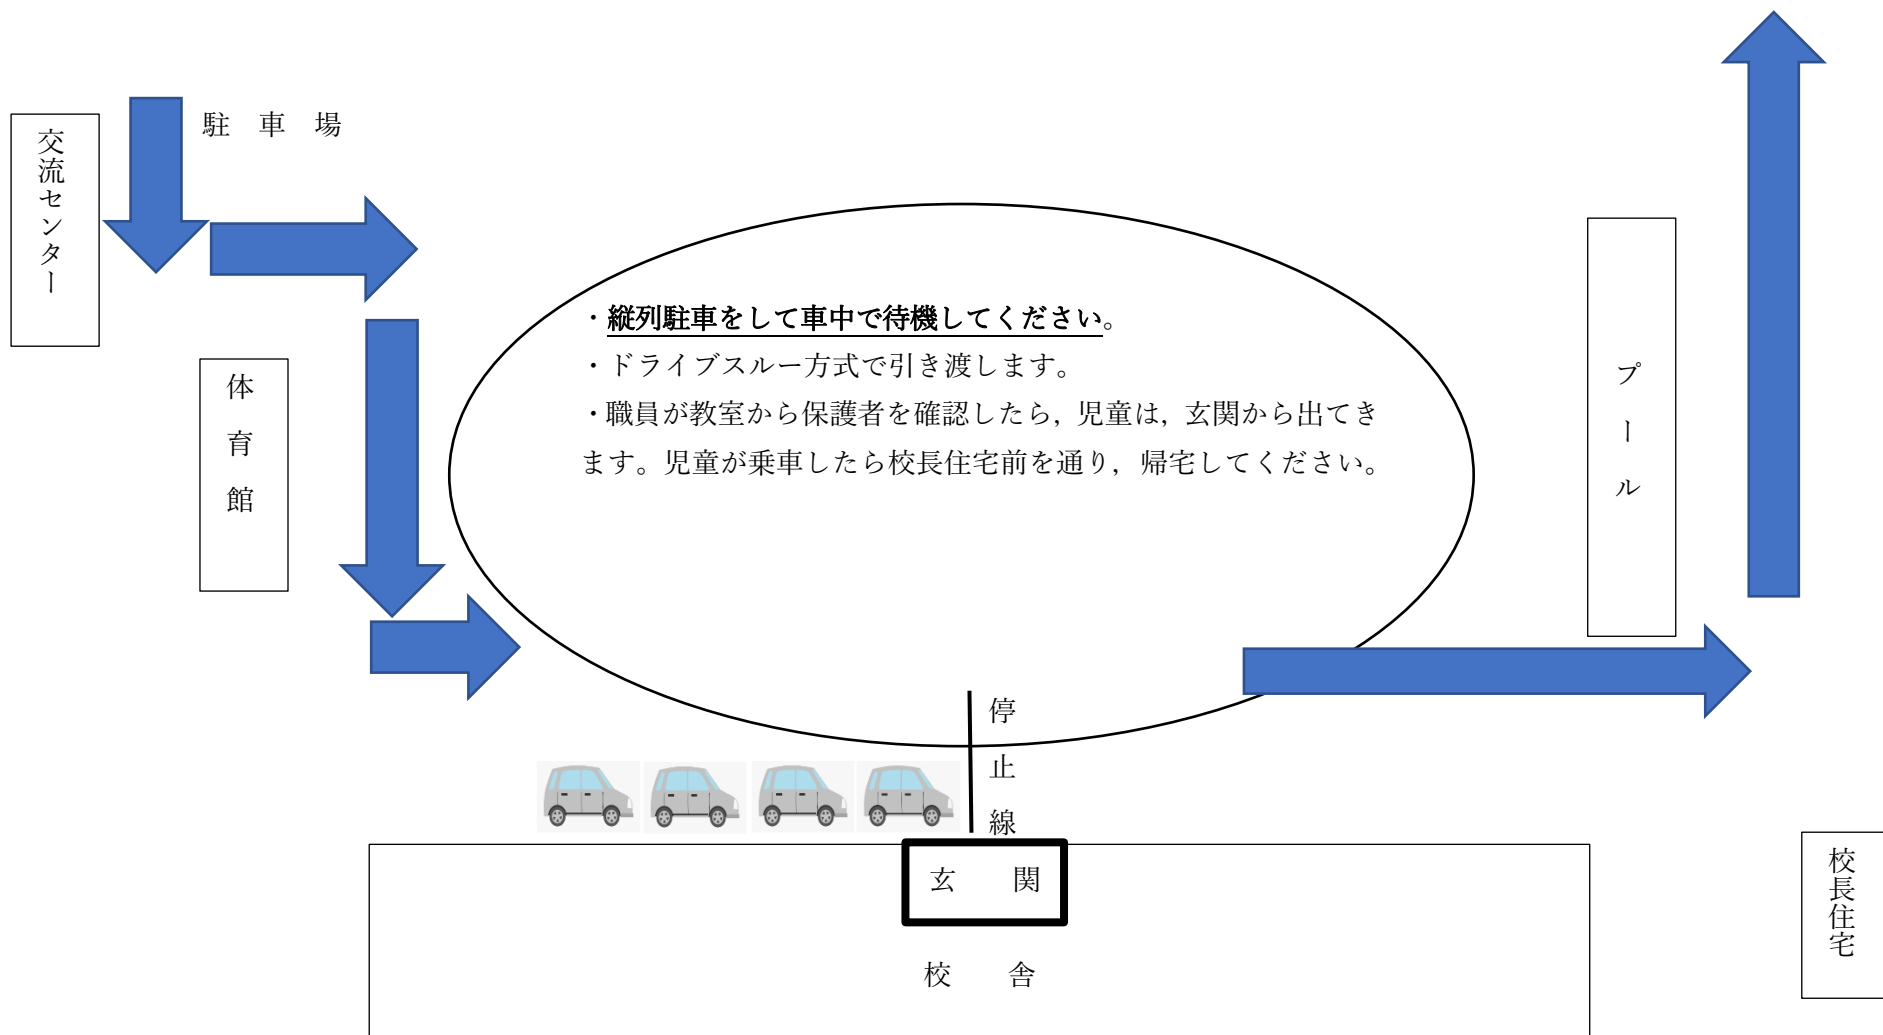 駐 車 場
交流センター
・縦列駐車をして車中で待機してください。
・ドライブスルー方式で引き渡します。
・職員が教室から保護者を確認したら，児童は，玄関から出てき
ます。児童が乗車したら校長住宅前を通り，帰宅してください。
体育館
プール
停止線
玄 関
校長住宅
校 舎